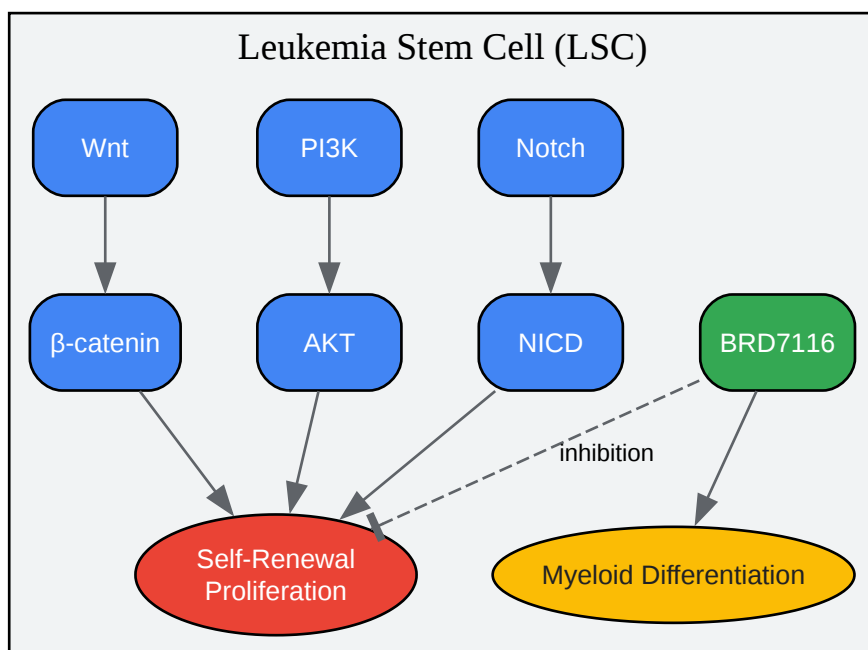 Leukemia Stem Cell (LSC)
Wnt
PI3K
Notch
β-catenin
AKT
NICD
BRD7116
inhibition
Self-Renewal
Proliferation
Myeloid Differentiation